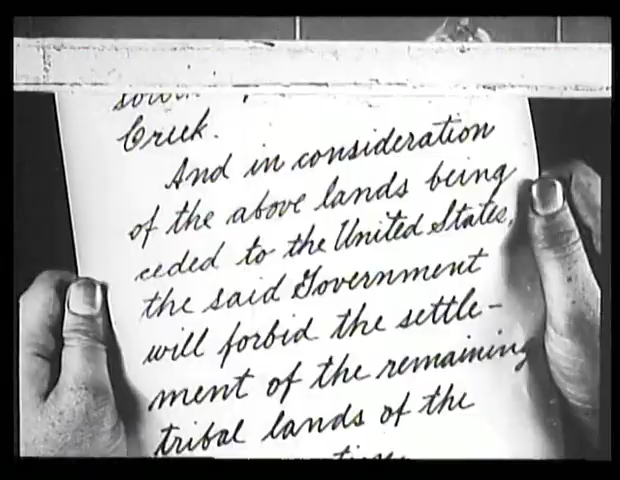 Creek.
And in consideration
of the above lands being
ceded to the United States,
the said Government
will forbid the settle-
ment of the remaining
tribal lands of the